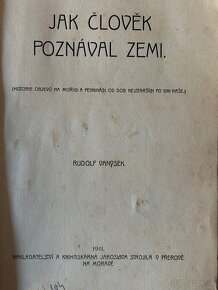 JAK ČLOVĚK
POZNÁVAL ZEMI.
(HISTORIE OBJEVŮ NA MOŘÍCH A PEVNINÁCH OD DOB NEJSTARŠÍCH PO DNI NAŠE.)
RUDOLF VANÝSEK.
1911.
NAKLADATELSTVÍ A KNIHTISKÁRNA JAROSLAVA STROJILA V PŘEROVĚ
NA MORAVĚ